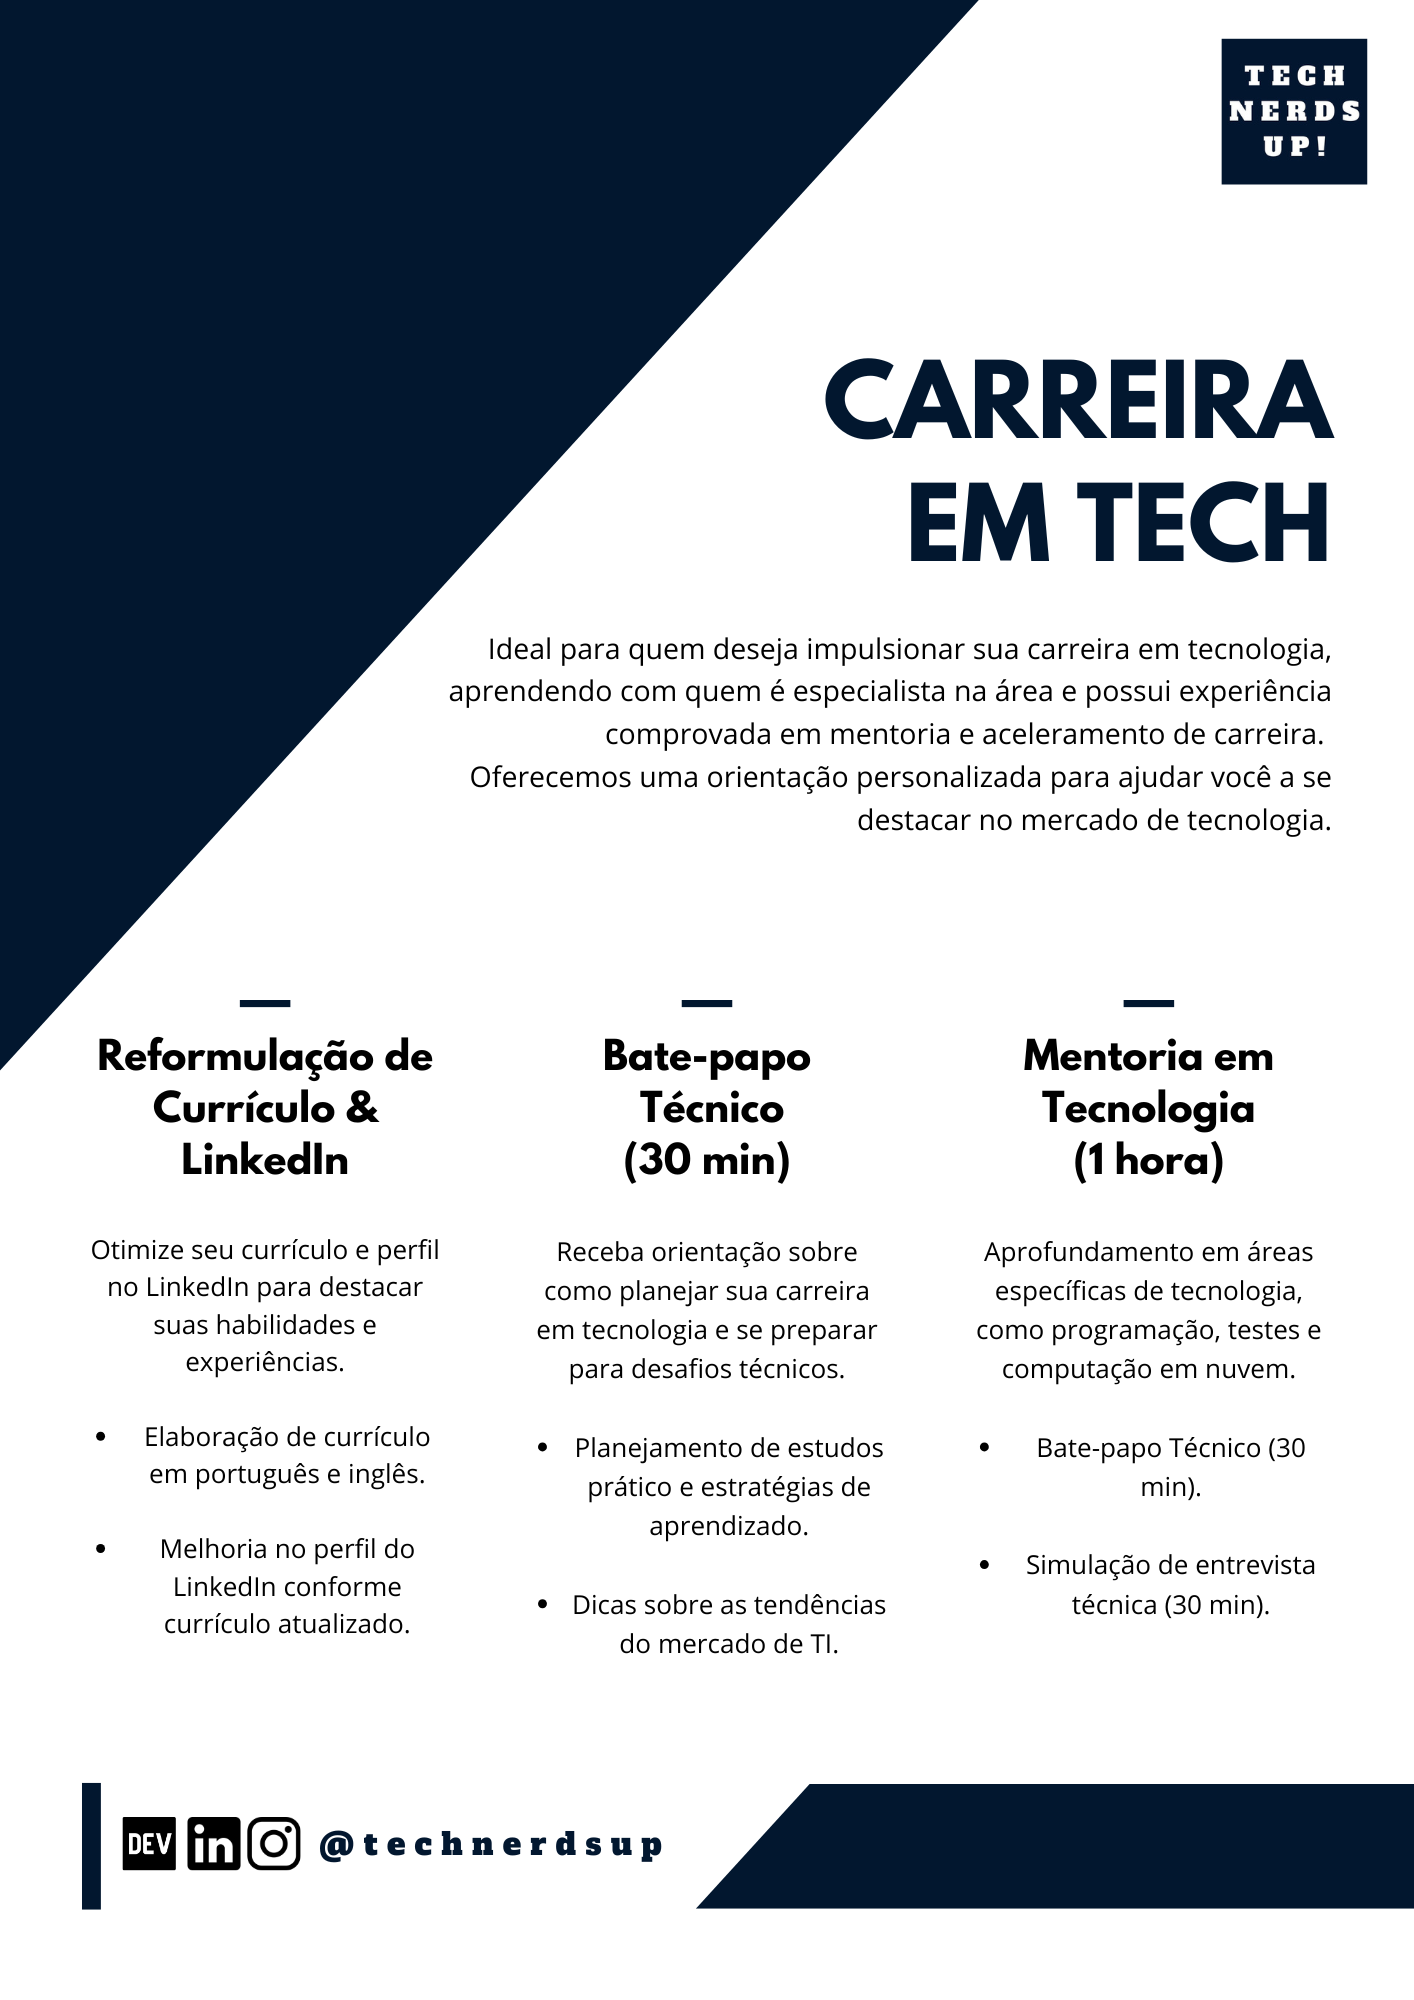 TECH
NERDS
UP!
CARREIRA
EM TECH
Ideal para quem deseja impulsionar sua carreira em tecnologia,
aprendendo com quem é especialista na área e possui experiência
comprovada em mentoria e aceleramento de carreira.
Oferecemos uma orientação personalizada para ajudar você a se
destacar no mercado de tecnologia.
Reformulação de
Currículo &
LinkedIn
Otimize seu currículo e perfil
no LinkedIn para destacar
suas habilidades e
experiências.
• Elaboração de currículo
em português e inglês.
• Melhoria no perfil do
LinkedIn conforme
currículo atualizado.
Bate-papo
Técnico
(30 min)
Receba orientação sobre
como planejar sua carreira
em tecnologia e se preparar
para desafios técnicos.
• Planejamento de estudos
prático e estratégias de
aprendizado.
• Dicas sobre as tendências
do mercado de TI.
Mentoria em
Tecnologia
(1 hora)
Aprofundamento em áreas
específicas de tecnologia,
como programação, testes e
computação em nuvem.
• Bate-papo Técnico (30
min).
• Simulação de entrevista
técnica (30 min).
DEV in @technerdsup